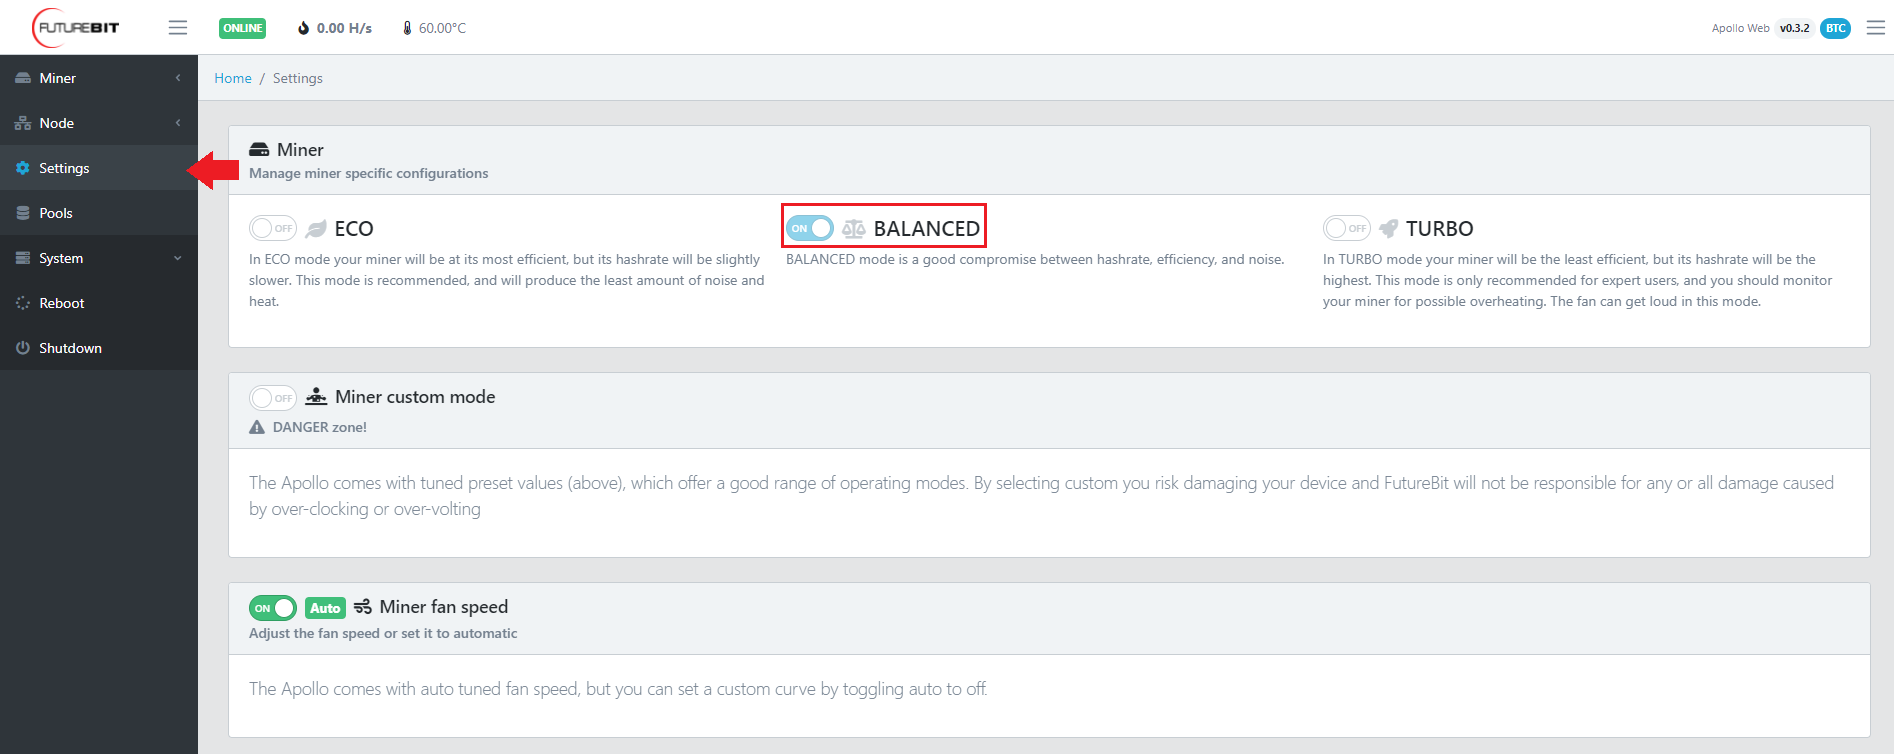 FUTUREBIT
ONLINE
0.00 H/s
60.00°C
Apollo Web v0.3.2 BTC
Miner
Node
Settings
Pools
System
Reboot
Shutdown
Home / Settings
Miner
Manage miner specific configurations
OFF ECO
In ECO mode your miner will be at its most efficient, but its hashrate will be slightly
slower. This mode is recommended, and will produce the least amount of noise and
heat.
ON BALANCED
BALANCED mode is a good compromise between hashrate, efficiency, and noise.
OFF TURBO
In TURBO mode your miner will be the least efficient, but its hashrate will be the
highest. This mode is only recommended for expert users, and you should monitor
your miner for possible overheating. The fan can get loud in this mode.
OFF Miner custom mode
DANGER zone!
The Apollo comes with tuned preset values (above), which offer a good range of operating modes. By selecting custom you risk damaging your device and FutureBit will not be responsible for any or all damage caused
by over-clocking or over-volting
ON Auto Miner fan speed
Adjust the fan speed or set it to automatic
The Apollo comes with auto tuned fan speed, but you can set a custom curve by toggling auto to off.